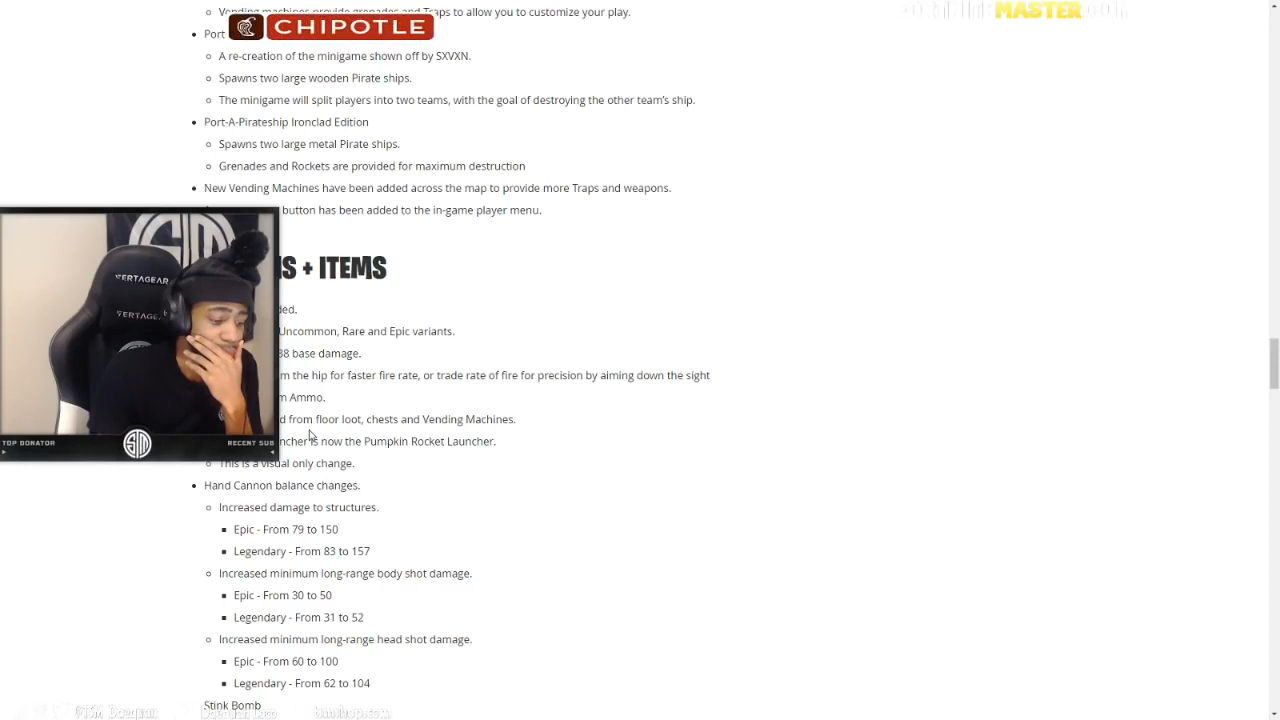 Vending machines provide grenades and Traps to allow you to customize your play.
CHIPOTLE
MASTER
Port
A re-creation of the minigame shown off by SXVXN.
Spawns two large wooden Pirate ships.
The minigame will split players into two teams, with the goal of destroying the other team's ship.
Port-A-Pirateship Ironclad Edition
Spawns two large metal Pirate ships.
Grenades and Rockets are provided for maximum destruction
New Vending Machines have been added across the map to provide more Traps and weapons.
button has been added to the in-game player menu.
S + ITEMS
ded.
Uncommon, Rare and Epic variants.
38 base damage.
m the hip for faster fire rate, or trade rate of fire for precision by aiming down the sight
m Ammo.
d from floor loot, chests and Vending Machines.
ncher is now the Pumpkin Rocket Launcher.
This is a visual only change.
VERTAGEAR
VERTAGEAR
TOP DONATOR
RECENT SUB
Hand Cannon balance changes.
Increased damage to structures.
Epic - From 79 to 150
Legendary - From 83 to 157
Increased minimum long-range body shot damage.
Epic - From 30 to 50
Legendary - From 31 to 52
Increased minimum long-range head shot damage.
Epic - From 60 to 100
Legendary - From 62 to 104
Stink Bomb